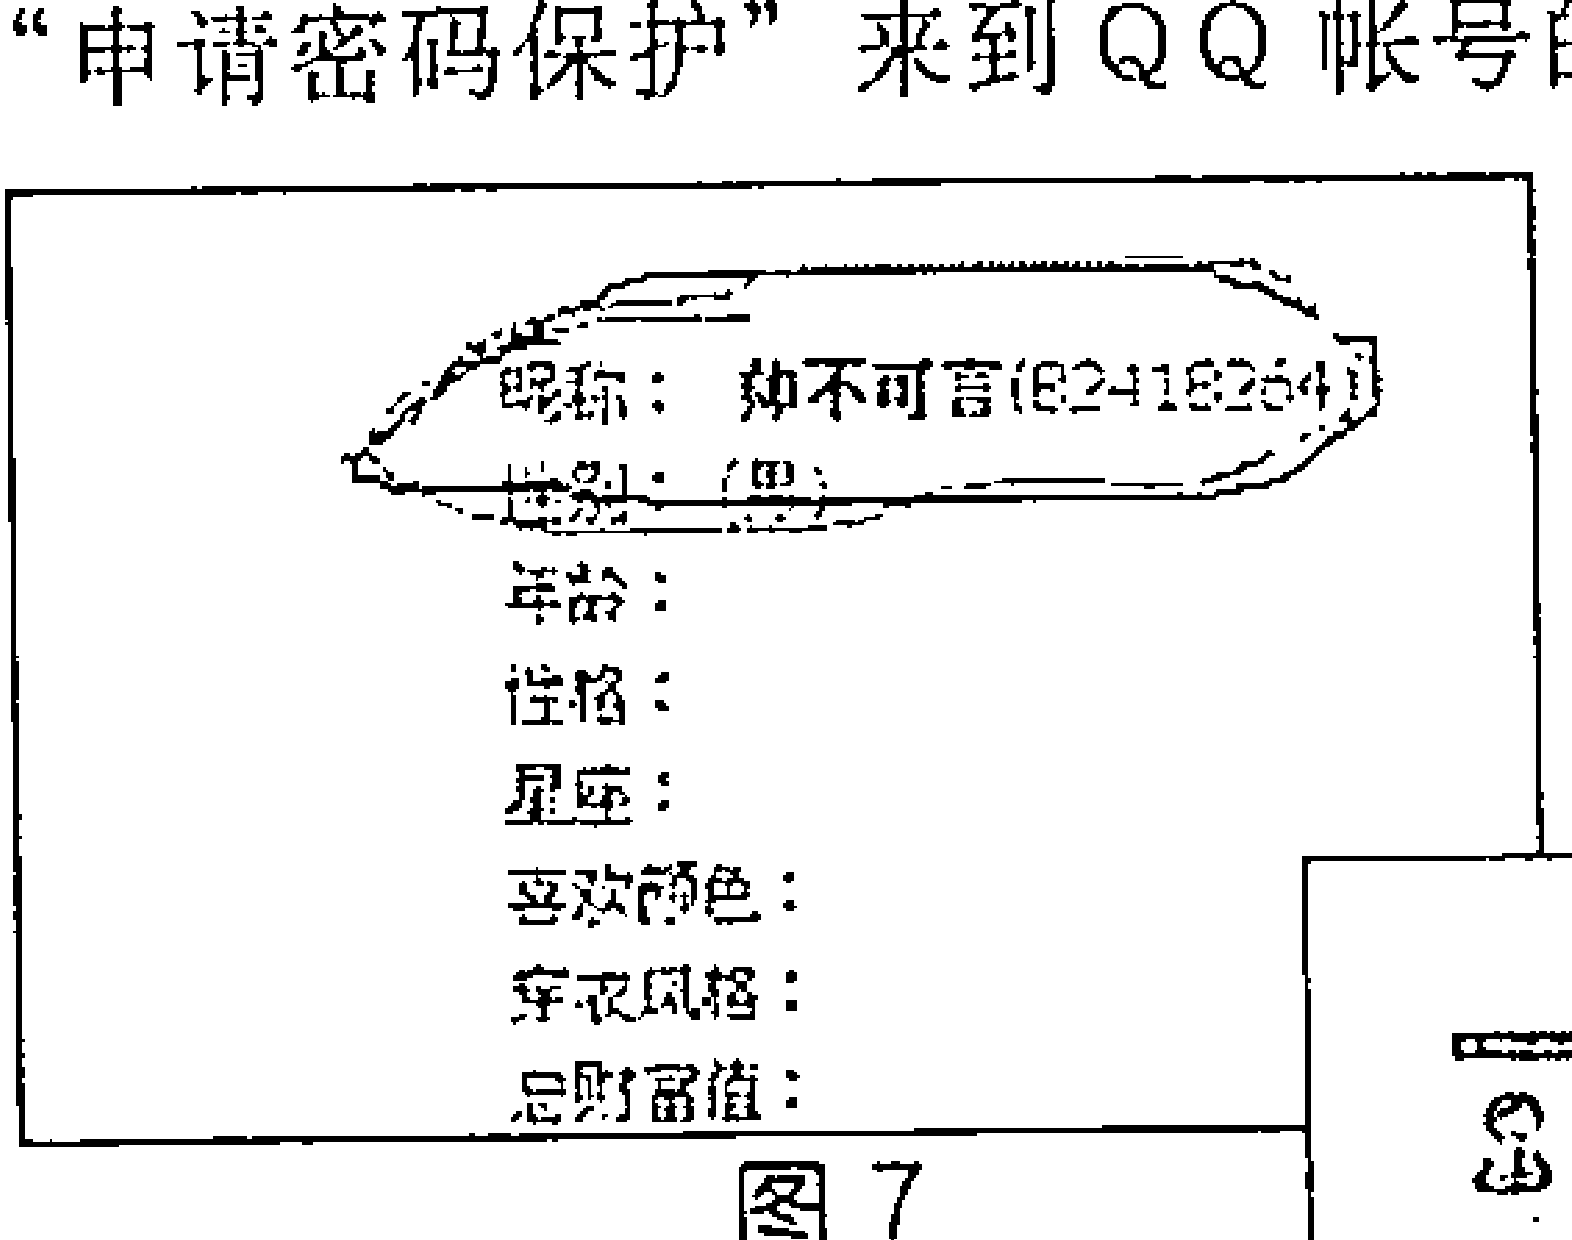 “申请密码保护” 来到QQ帐号
昵称： 帅不可言(82418264)
性别： (男)
年龄：
性格：
星座：
喜欢颜色：
穿衣风格：
总财富值：
图 7